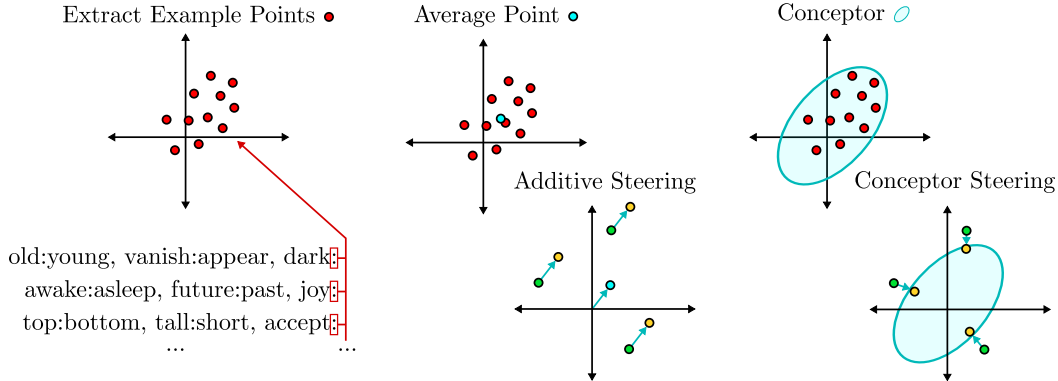 Extract Example Points
Average Point
Conceptor
Additive Steering
Conceptor Steering
old:young, vanish:appear, dark:
awake:asleep, future:past, joy:
top:bottom, tall:short, accept:
... ...